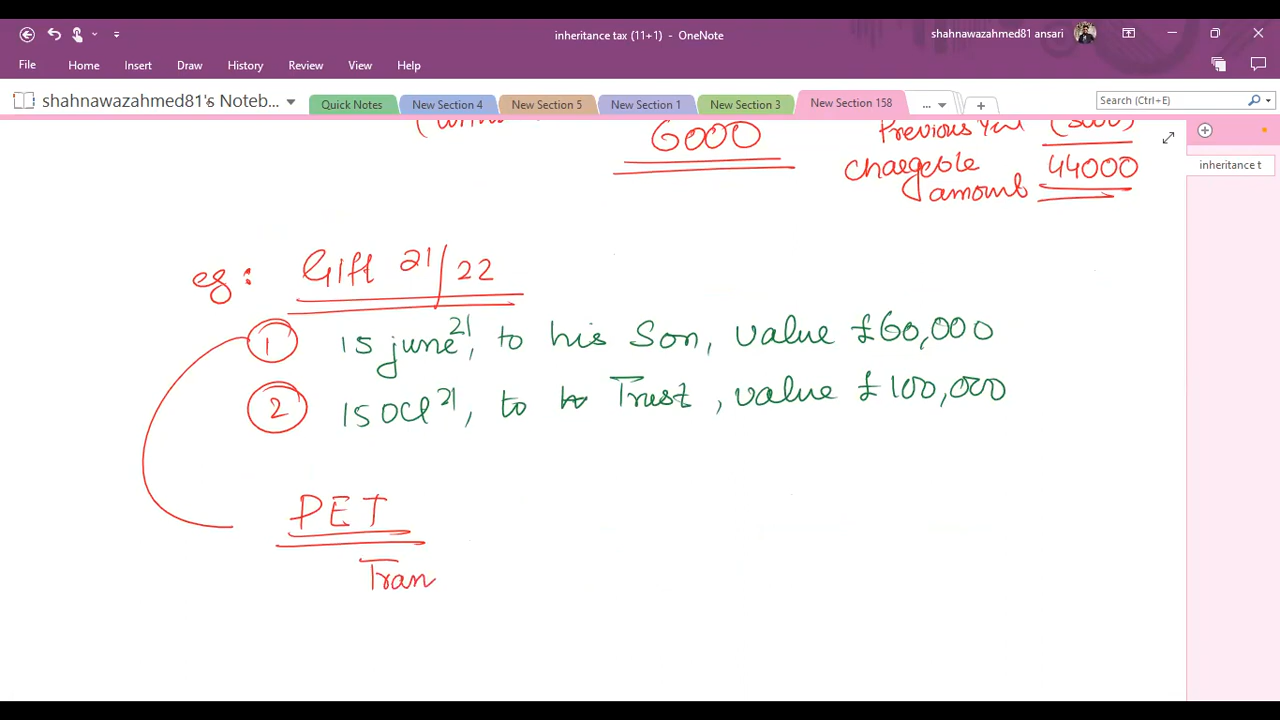 inheritance tax (11+1) - OneNote
shahnawazahmed81 ansari
File Home Insert Draw History Review View Help
shahnawazahmed81's Noteb...
Quick Notes New Section 4 New Section 5 New Section 1 New Section 3 New Section 158 ...
Search (Ctrl+E)
inheritance t
6000
Previous
chargeable 44000
amount
eg: Gift 21/22
1 15 june 21, to his Son, value £60,000
2 15 Oct 21, to Trust, value £100,000
PET
Tran